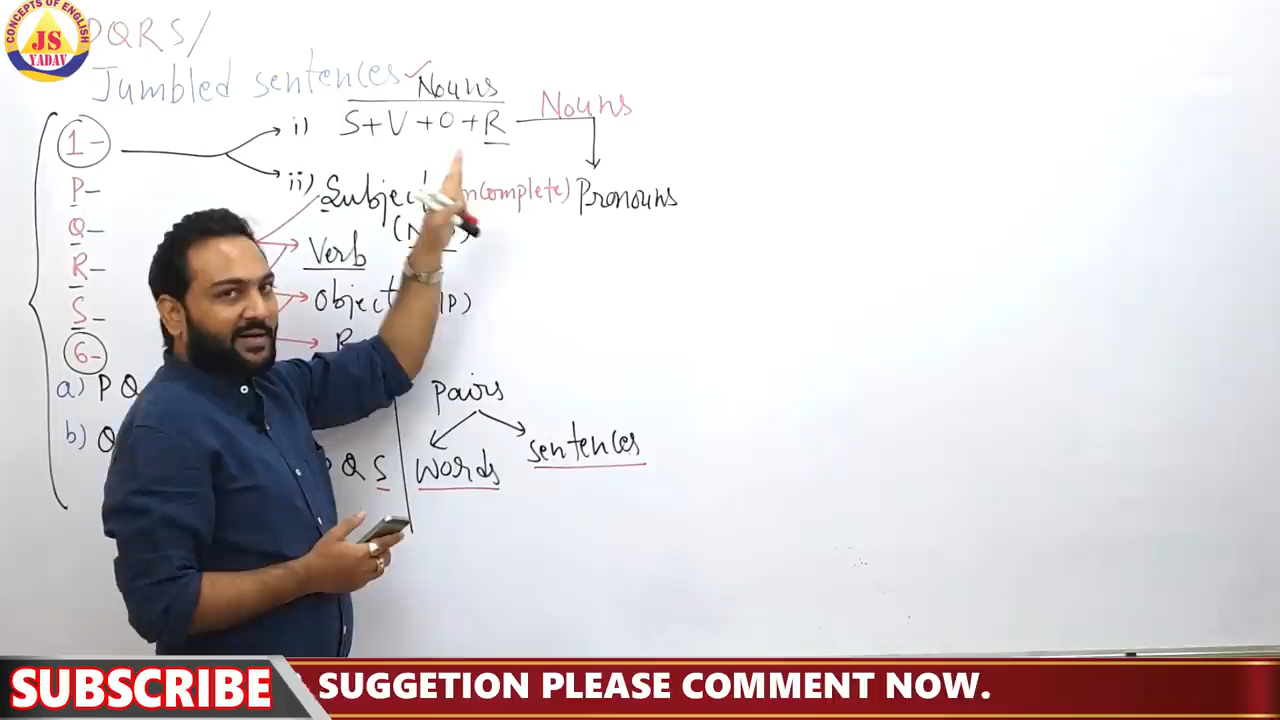 CONCEPTS OF ENGLISH
JS
YADAV
PQRS/
Jumbled sentences ✓
Nouns
1-
i) S+V+O+R
Nouns
Pronouns
ii) Subject
Verb
Object
P-
Q-
R-
S-
6-
a) P Q
b) Q
Q S
Pairs
words
sentences
SUBSCRIBE
SUGGETION PLEASE COMMENT NOW.